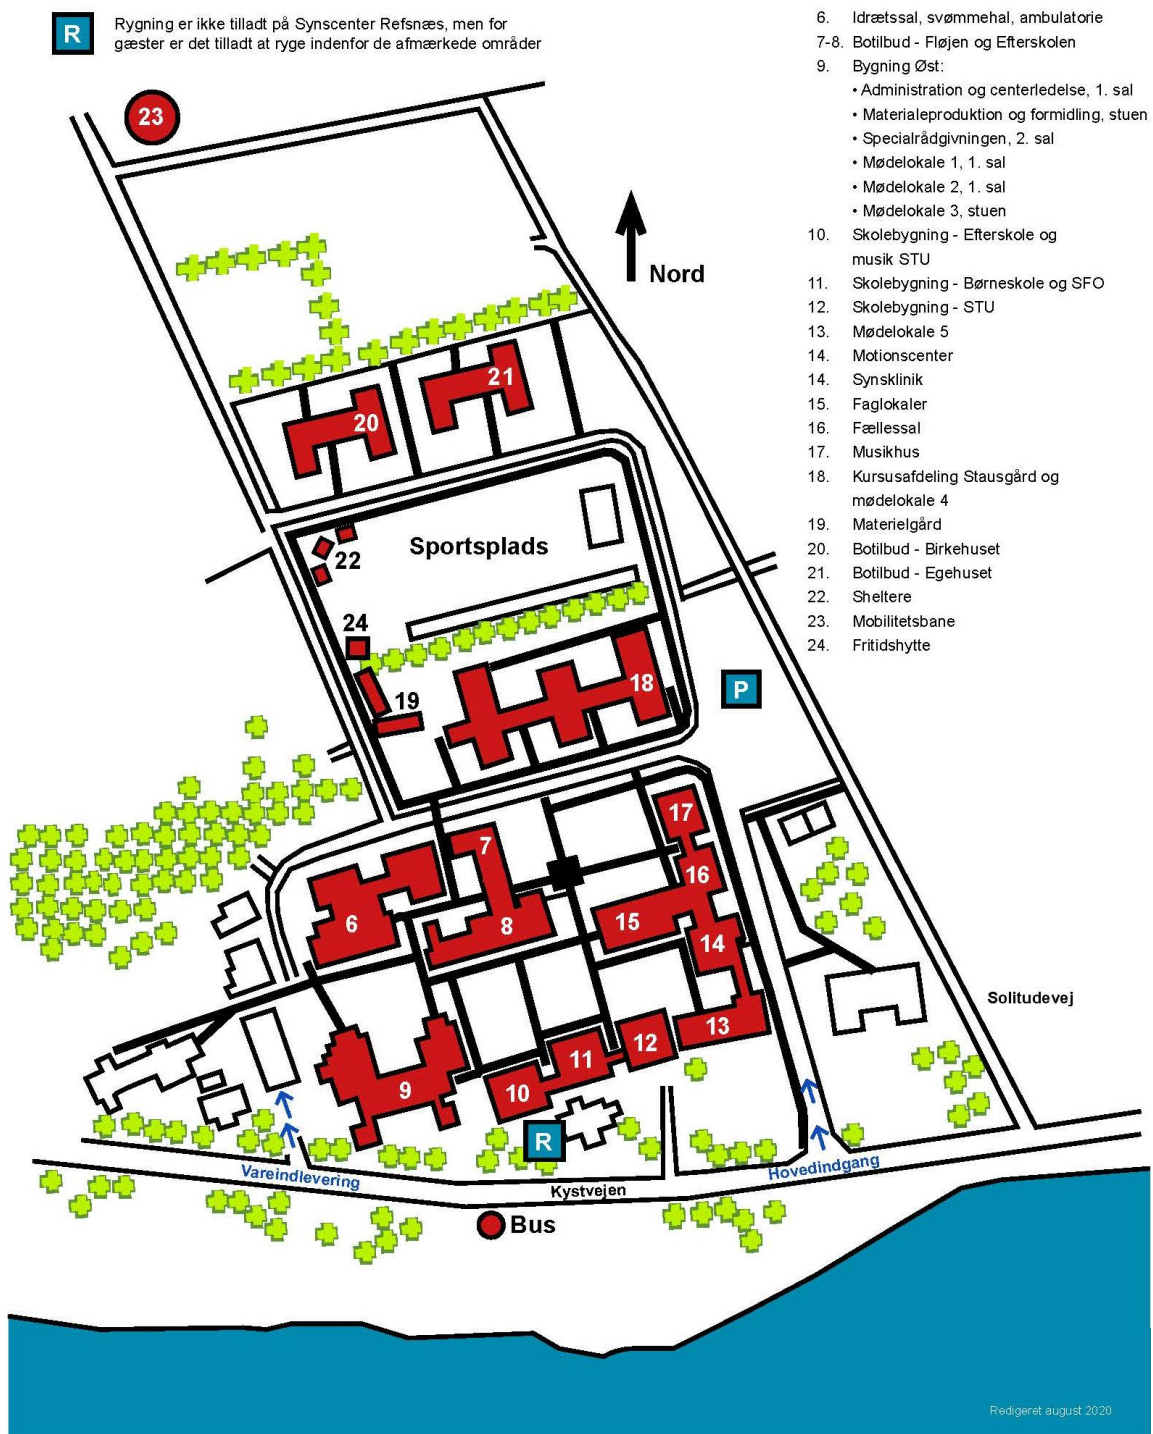 R
Rygning er ikke tilladt på Synscenter Refsnæs, men for
gæster er det tilladt at ryge indenfor de afmærkede områder
6. Idrætssal, svømmehal, ambulatorie
7-8. Botilbud - Fløjen og Efterskolen
9. Bygning Øst:
• Administration og centerledelse, 1. sal
• Materialeproduktion og formidling, stuen
• Specialrådgivningen, 2. sal
• Mødelokale 1, 1. sal
• Mødelokale 2, 1. sal
• Mødelokale 3, stuen
10. Skolebygning - Efterskole og
musik STU
11. Skolebygning - Børneskole og SFO
12. Skolebygning - STU
13. Mødelokale 5
14. Motionscenter
14. Synsklinik
15. Faglokaler
16. Fællessal
17. Musikhus
18. Kursusafdeling Stausgård og
mødelokale 4
19. Materielgård
20. Botilbud - Birkehuset
21. Botilbud - Egehuset
22. Sheltere
23. Mobilitetsbane
24. Fritidshytte
23
Nord
21
20
Sportsplads
22
24
18
P
19
17
7
16
6
8
15
14
Solitudevej
13
12
11
10
9
R
Vareindlevering
Hovedindgang
Kystvejen
Bus
Redigeret august 2020